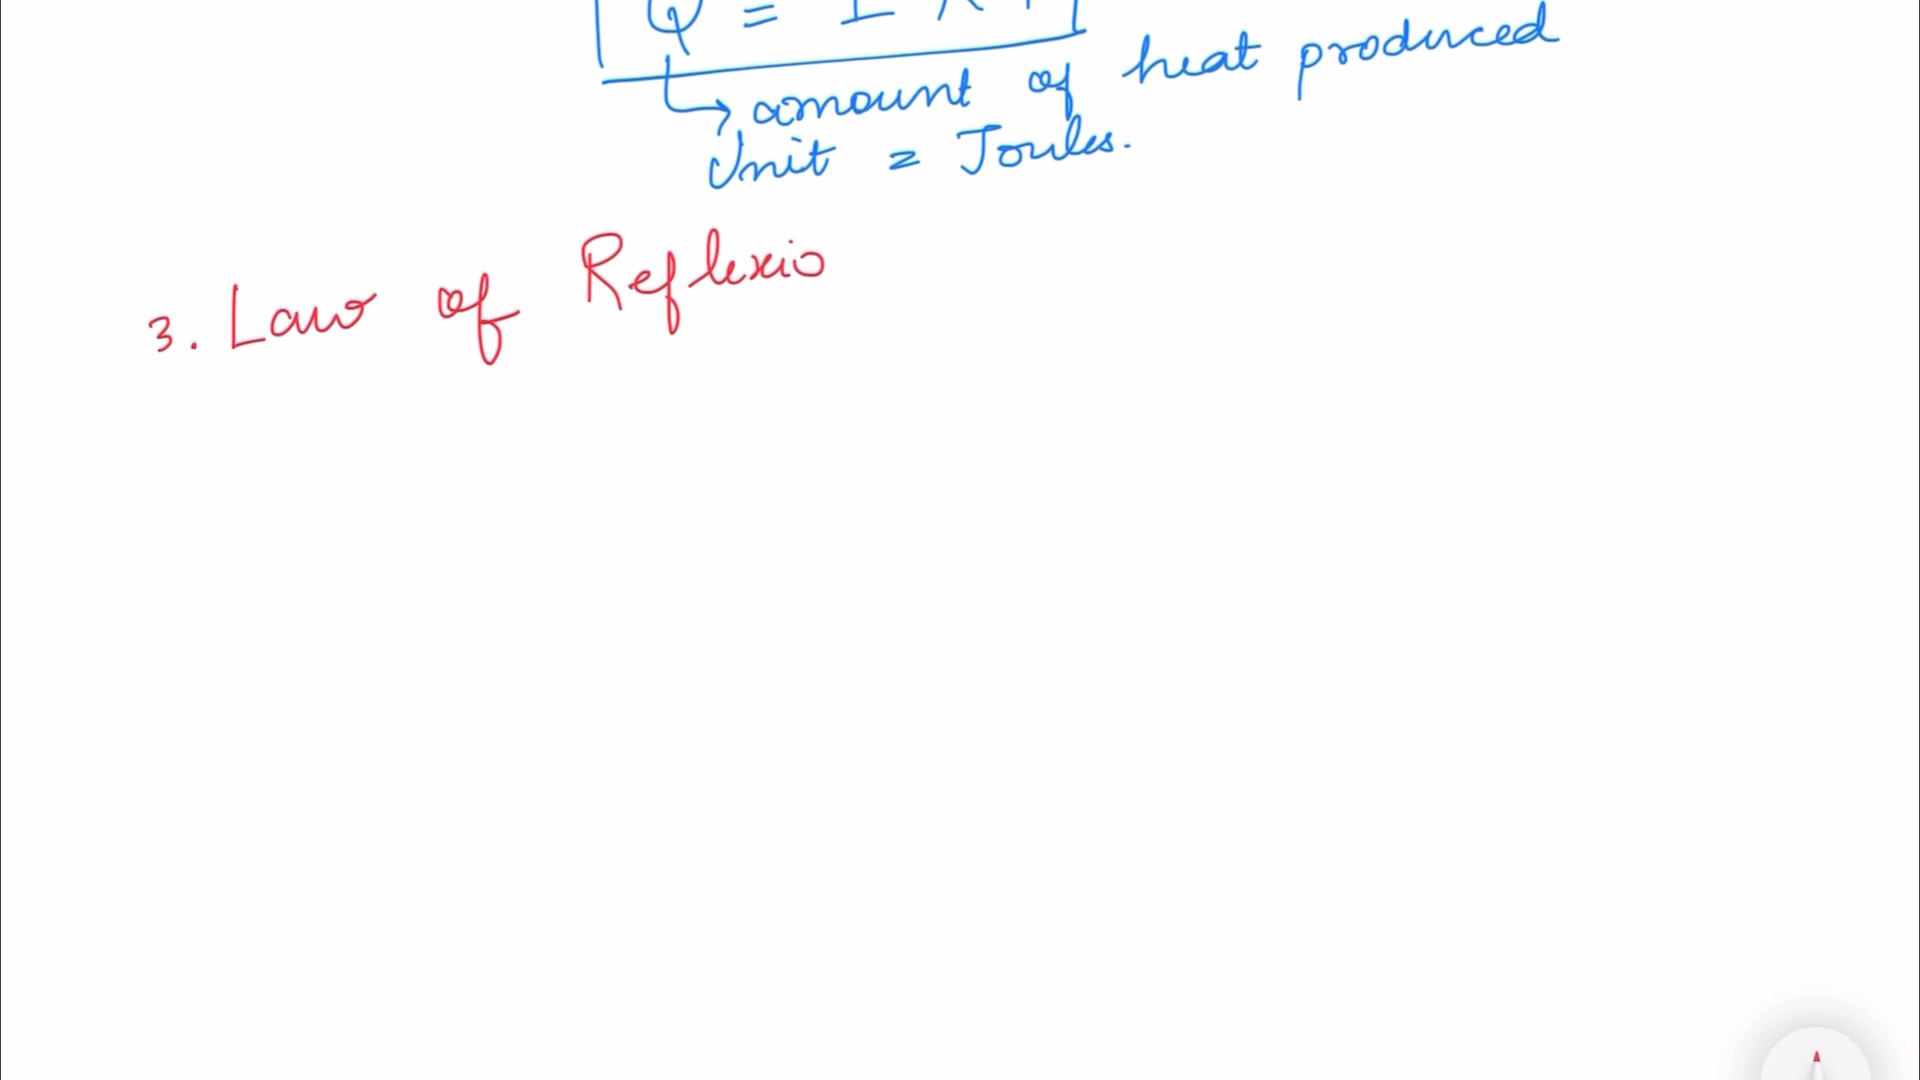 Q =
amount of heat produced
Unit = Joules.
3. Law of Reflexio